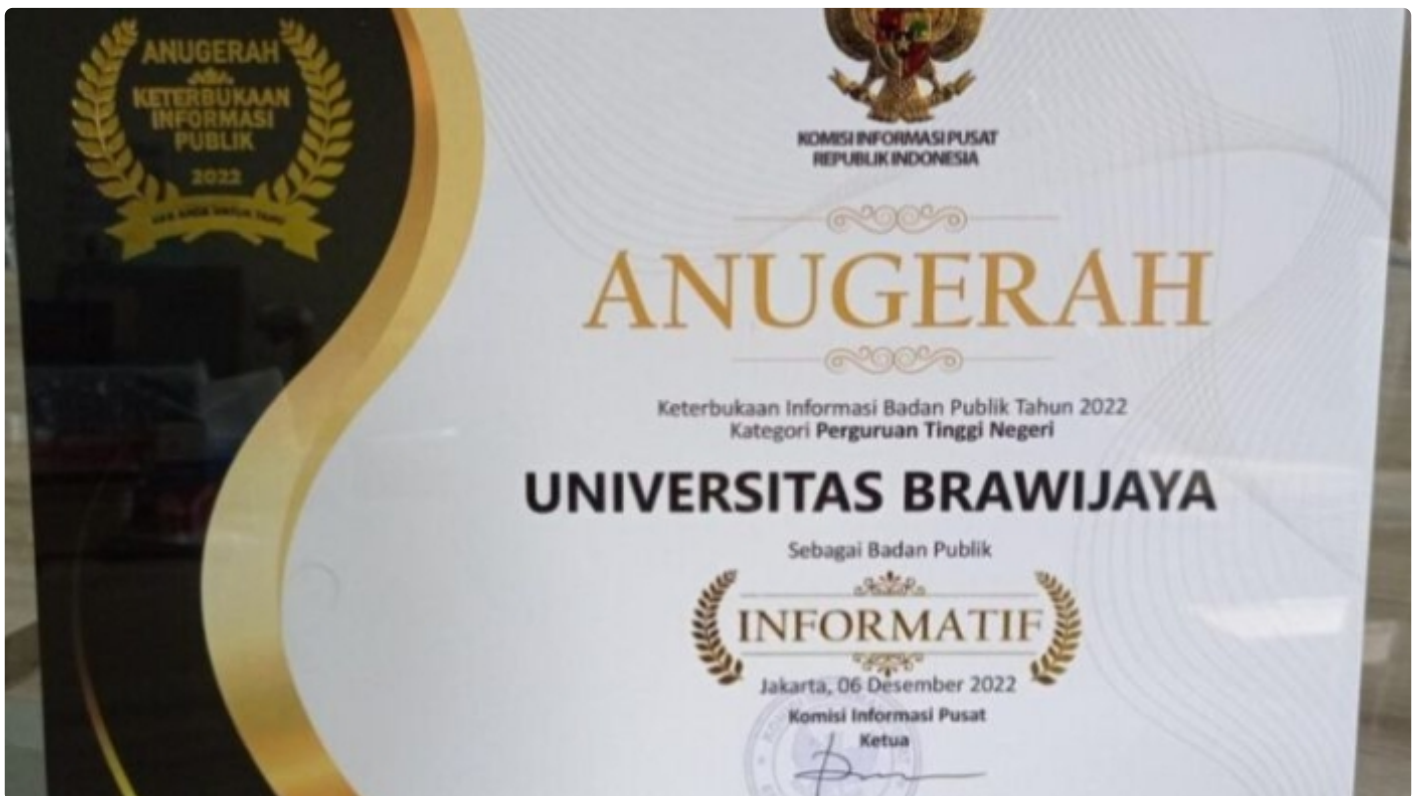 ANUGERAH
KETERBUKAAN
INFORMASI
PUBLIK
2022
KOMISI INFORMASI PUSAT
REPUBLIK INDONESIA
ANUGERAH
Keterbukaan Informasi Badan Publik Tahun 2022
Kategori Perguruan Tinggi Negeri
UNIVERSITAS BRAWIJAYA
Sebagai Badan Publik
INFORMATIF
Jakarta, 06 Desember 2022
Komisi Informasi Pusat
Ketua